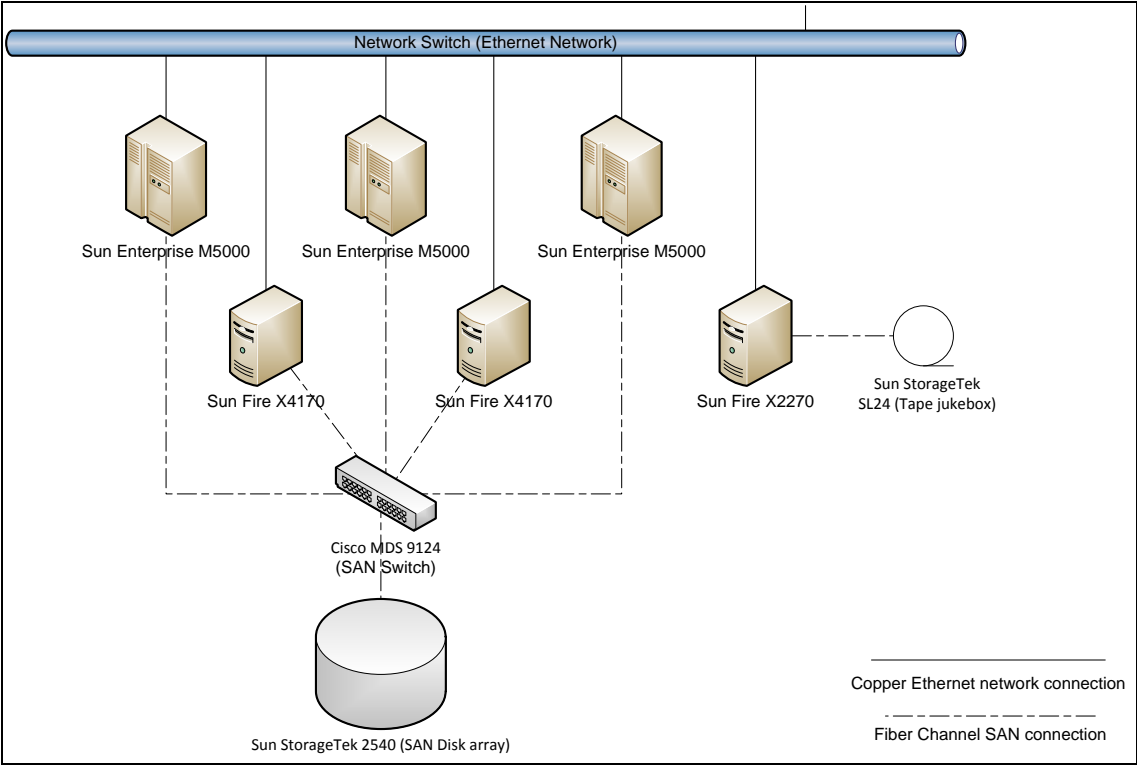 Network Switch (Ethernet Network)
Sun Enterprise M5000
Sun Enterprise M5000
Sun Enterprise M5000
Sun Fire X4170
Sun Fire X4170
Sun Fire X2270
Sun StorageTek
SL24 (Tape jukebox)
Cisco MDS 9124
(SAN Switch)
Sun StorageTek 2540 (SAN Disk array)
Copper Ethernet network connection
Fiber Channel SAN connection